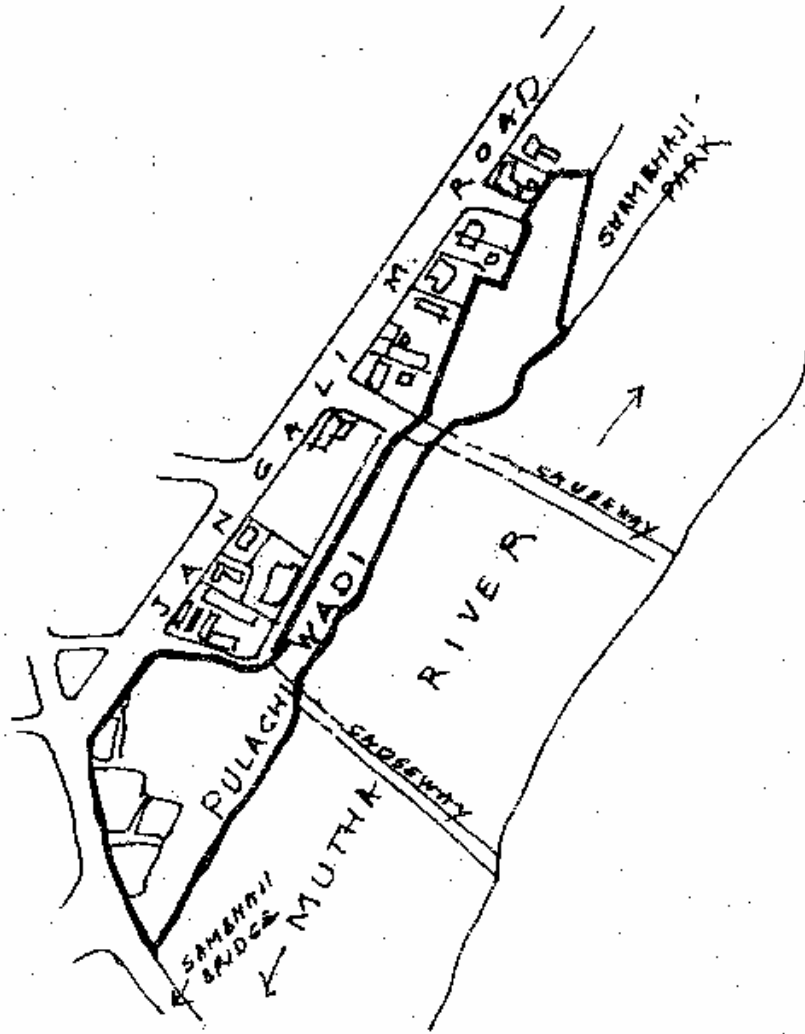 JANGALI M. ROAD
SHAMBHAJI
PARK
CAUSEWAY
RIVER
PULACHI WADI
CAUSEWAY
MUTHA
SAMBHAJI
BRIDGE